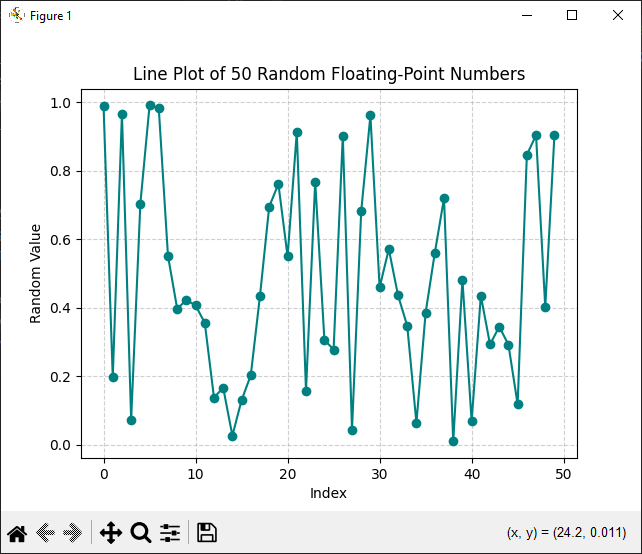 Figure 1
Line Plot of 50 Random Floating-Point Numbers
1.0
0.8
0.6
0.4
0.2
0.0
Random Value
0 10 20 30 40 50
Index
(x, y) = (24.2, 0.011)